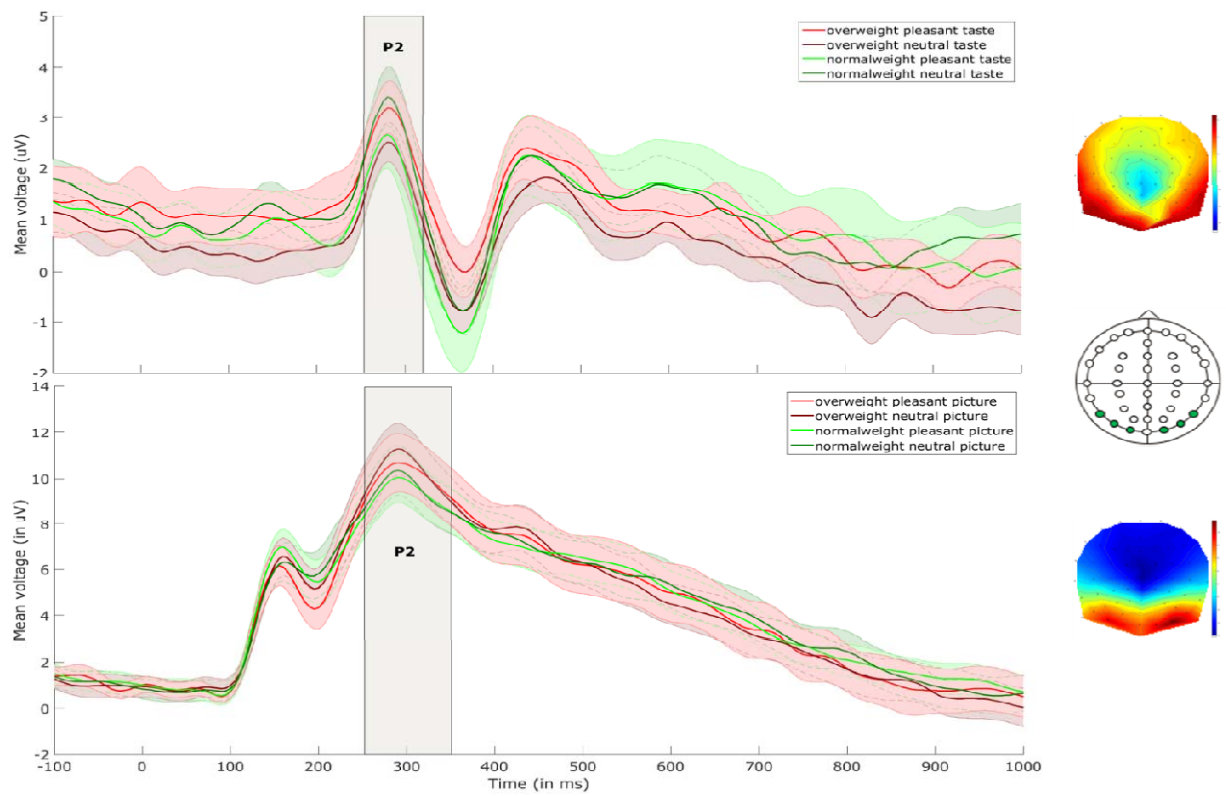 5
4
3
2
1
0
-1
-2
Mean voltage (uV)
P2
overweight pleasant taste
overweight neutral taste
normalweight pleasant taste
normalweight neutral taste
14
12
10
8
6
4
2
0
-2
Mean voltage (in uV)
P2
overweight pleasant picture
overweight neutral picture
normalweight pleasant picture
normalweight neutral picture
-100 0 100 200 300 400 500 600 700 800 900 1000
Time (in ms)